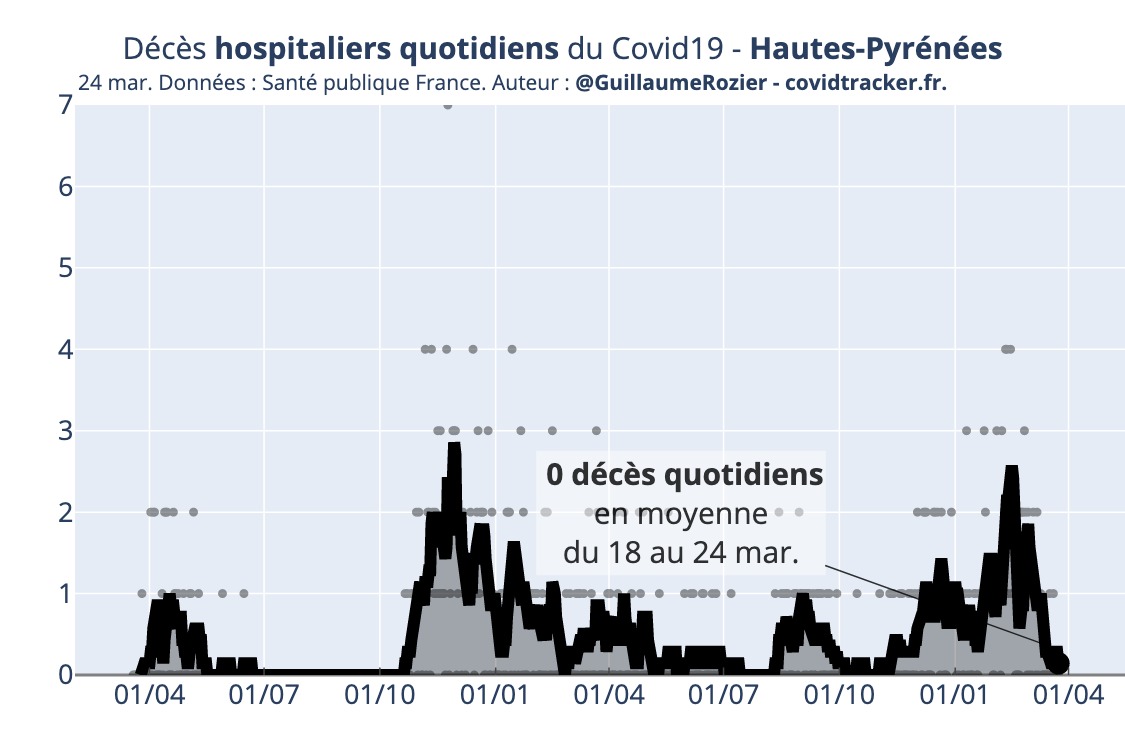 Décès hospitaliers quotidiens du Covid19 - Hautes-Pyrénées
24 mar. Données : Santé publique France. Auteur : @GuillaumeRozier - covidtracker.fr.
7
6
5
4
3
2
1
0
0 décès quotidiens
en moyenne
du 18 au 24 mar.
01/04 01/07 01/10 01/01 01/04 01/07 01/10 01/01 01/04